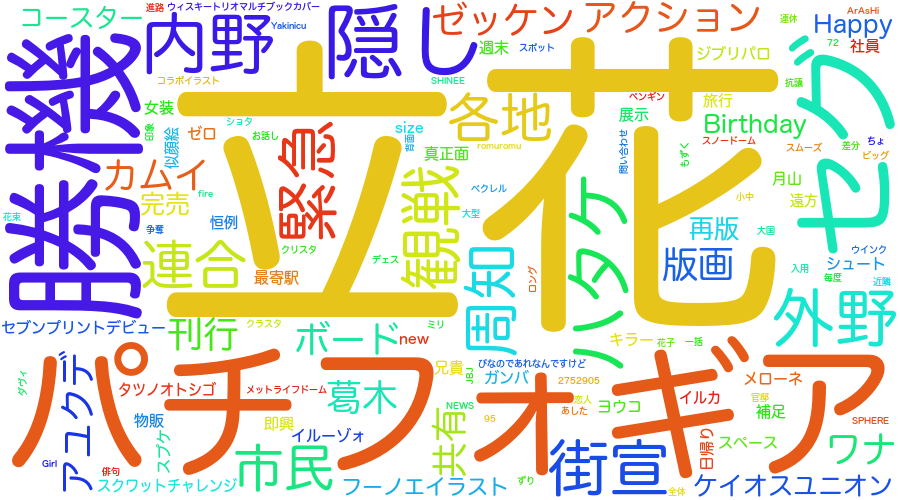 コースター
進路
ウィスキートリオマルチブックカバー
Yakinicu
内野
隠し
ゼッケン
アクション
週末
スポット
連休
ArAsHi
Happy
72
社員
ジブリパロ
コラボイラスト
SHINEE
勝機
立花
セグ
女装
印象
似顔絵
ゼロ
ショタ
お話し
緊急
size
各地
真正面
romuromu
ペンギン
旅行
展示
Birthday
抗議
スノードーム
問い合わせ
もずく
スムーズ
差分
ちょ
ビッグ
カムイ
完売
fire
恒例
花束
争奪
クリスタ
観戦
ベクレル
大型
ハタケ
小中
月山
遠方
再版
大国
連合
最寄駅
デェス
周知
ロング
版画
ウインク
シュート
入用
毎度
近隣
外野
セブンプリントデビュー
刊行
クラスタ
ボード
ミリ
new
キラー
花子
一括
パチフォギア
ダヴィ
アユクテ
タツノオトシゴ
メットライフドーム
葛木
兄貴
JBJ
ぴなのであれなんですけど
ガンバ
2752905
恋人
ヨウコ
イルカ
メローネ
官邸
補足
SPHERE
物販
即興
イルーゾォ
NEWS
95
あした
共有
スブケ
市民
街宣
日帰り
スペース
ワナ
Girl
俳句
スクワットチャレンジ
フーノエイラスト
ずり
全体
ケイオスユニオン